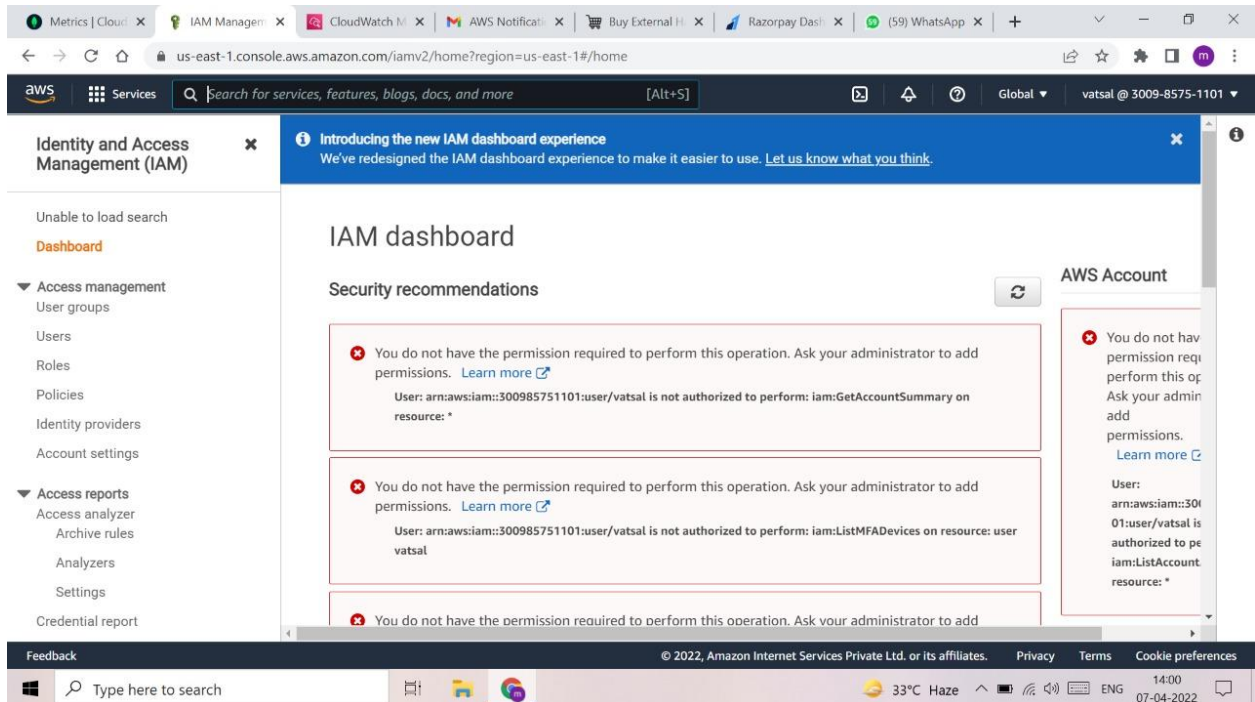 Metrics | Cloud
IAM Managem
CloudWatch M
AWS Notificati
Buy External H
Razorpay Dash
(59) WhatsApp
us-east-1.console.aws.amazon.com/iamv2/home?region=us-east-1#/home
m
aws
Services
Search for services, features, blogs, docs, and more
[Alt+S]
Global
vatsal @ 3009-8575-1101
Identity and Access
Management (IAM)
Introducing the new IAM dashboard experience
We've redesigned the IAM dashboard experience to make it easier to use. Let us know what you think.
Unable to load search
Dashboard
Access management
User groups
Users
Roles
Policies
Identity providers
Account settings
Access reports
Access analyzer
Archive rules
Analyzers
Settings
Credential report
IAM dashboard
Security recommendations
You do not have the permission required to perform this operation. Ask your administrator to add
permissions. Learn more
User: arn:aws:iam::300985751101:user/vatsal is not authorized to perform: iam:GetAccountSummary on
resource: *
You do not have the permission required to perform this operation. Ask your administrator to add
permissions. Learn more
User: arn:aws:iam::300985751101:user/vatsal is not authorized to perform: iam:ListMFADevices on resource: user
vatsal
You do not have the permission required to perform this operation. Ask your administrator to add
AWS Account
You do not hav
permission requ
perform this op
Ask your admin
add
permissions.
Learn more
User:
arn:aws:iam::300
01:user/vatsal is
authorized to pe
iam:ListAccount
resource: *
Feedback
© 2022, Amazon Internet Services Private Ltd. or its affiliates.
Privacy
Terms
Cookie preferences
Type here to search
33°C Haze
ENG
14:00
07-04-2022